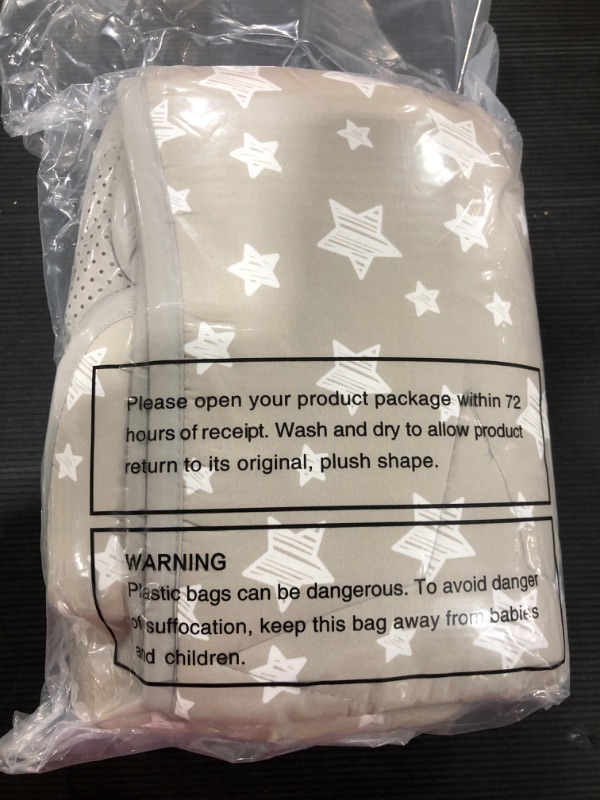 Please open your product package within 72
hours of receipt. Wash and dry to allow product
return to its original, plush shape.
WARNING
Plastic bags can be dangerous. To avoid danger
of suffocation, keep this bag away from babies
and children.